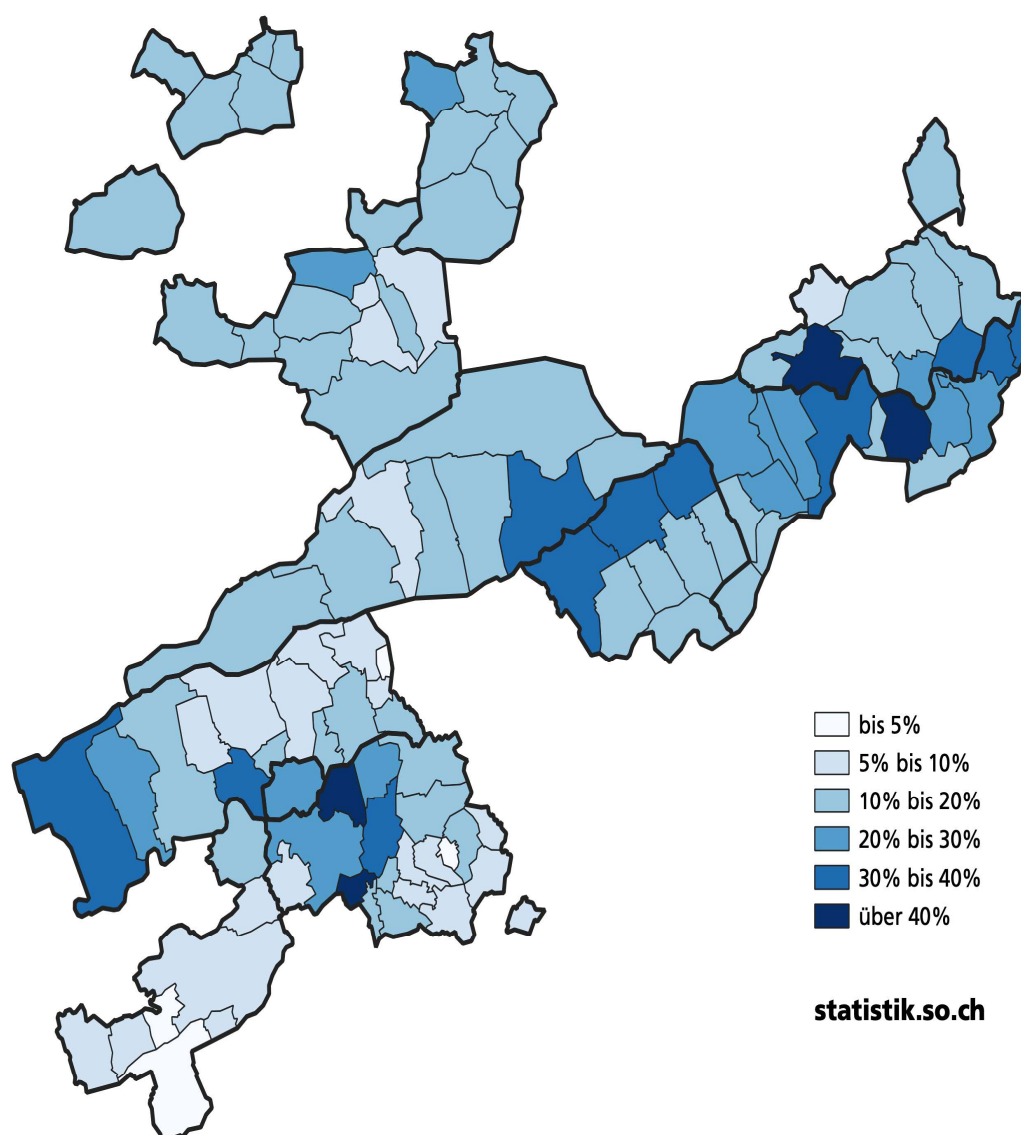 bis 5%
5% bis 10%
10% bis 20%
20% bis 30%
30% bis 40%
über 40%
statistik.so.ch